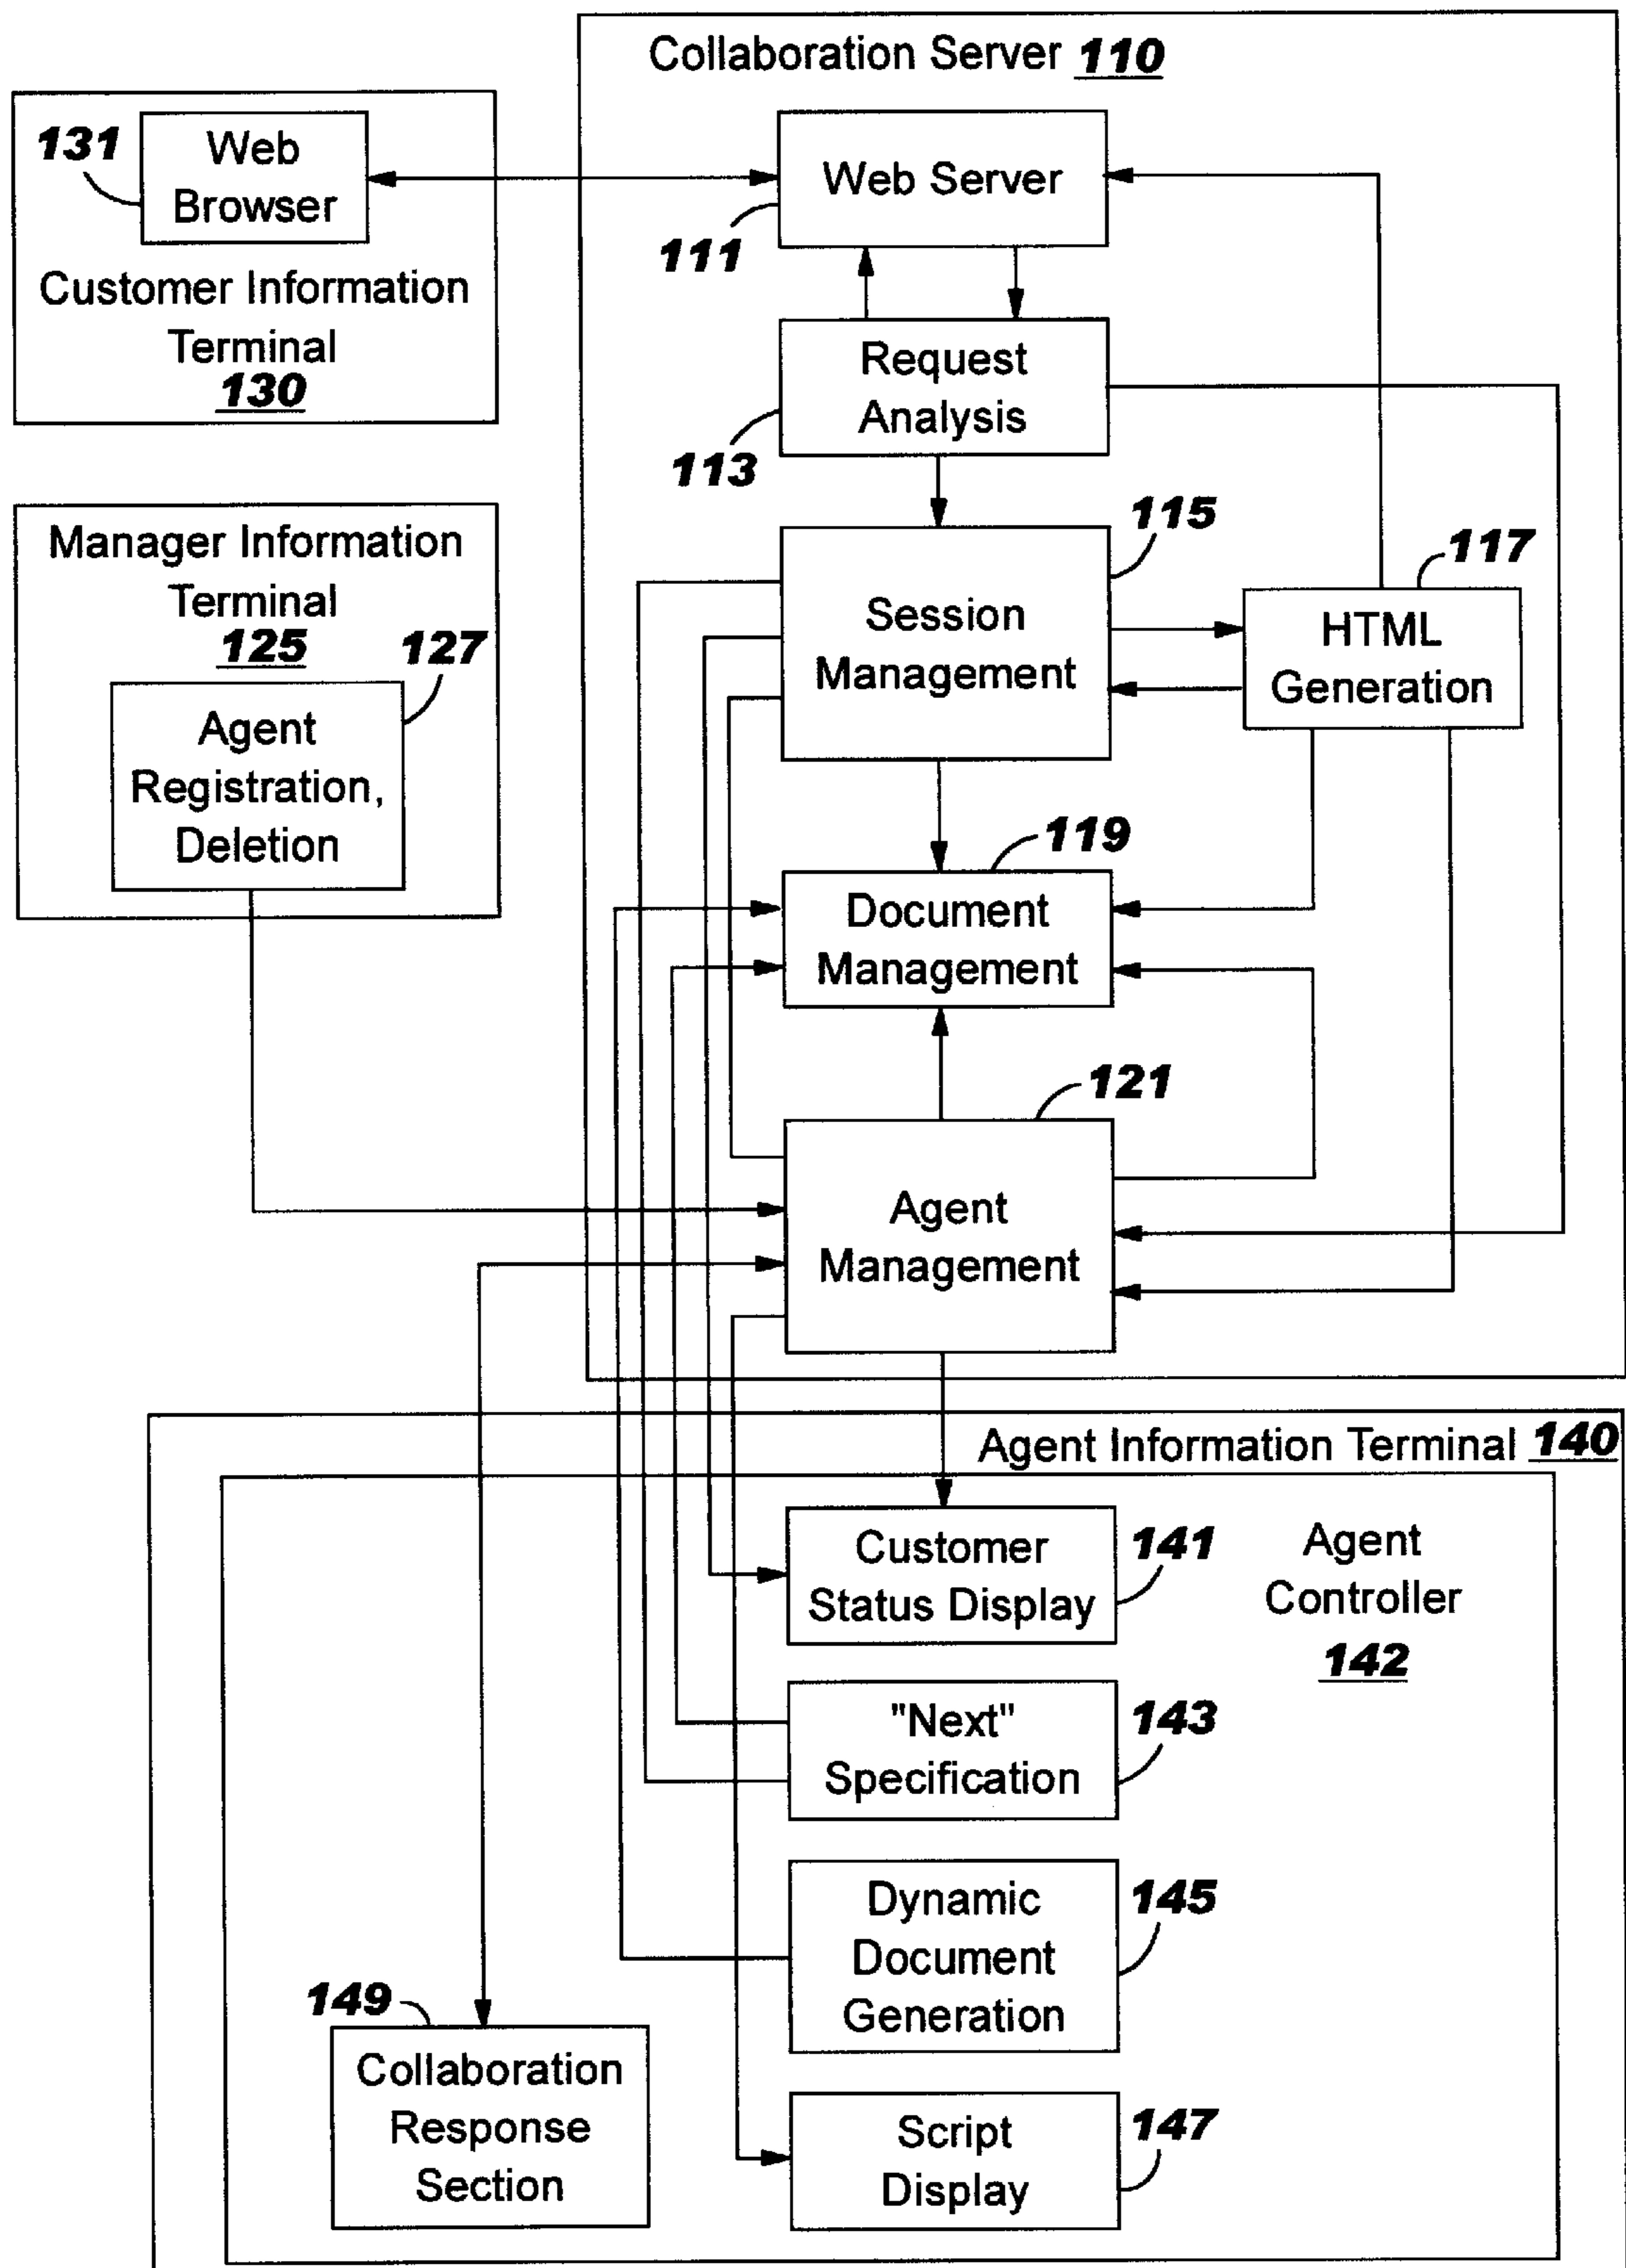 Collaboration Server 110
131
Web
Browser
Customer Information
Terminal
130
Web Server
111
Request
Analysis
113
Manager Information
Terminal
125
127
Agent
Registration,
Deletion
115
Session
Management
117
HTML
Generation
119
Document
Management
121
Agent
Management
Agent Information Terminal 140
Customer
Status Display
141
Agent
Controller
142
"Next"
Specification
143
Dynamic
Document
Generation
145
149
Collaboration
Response
Section
Script
Display
147